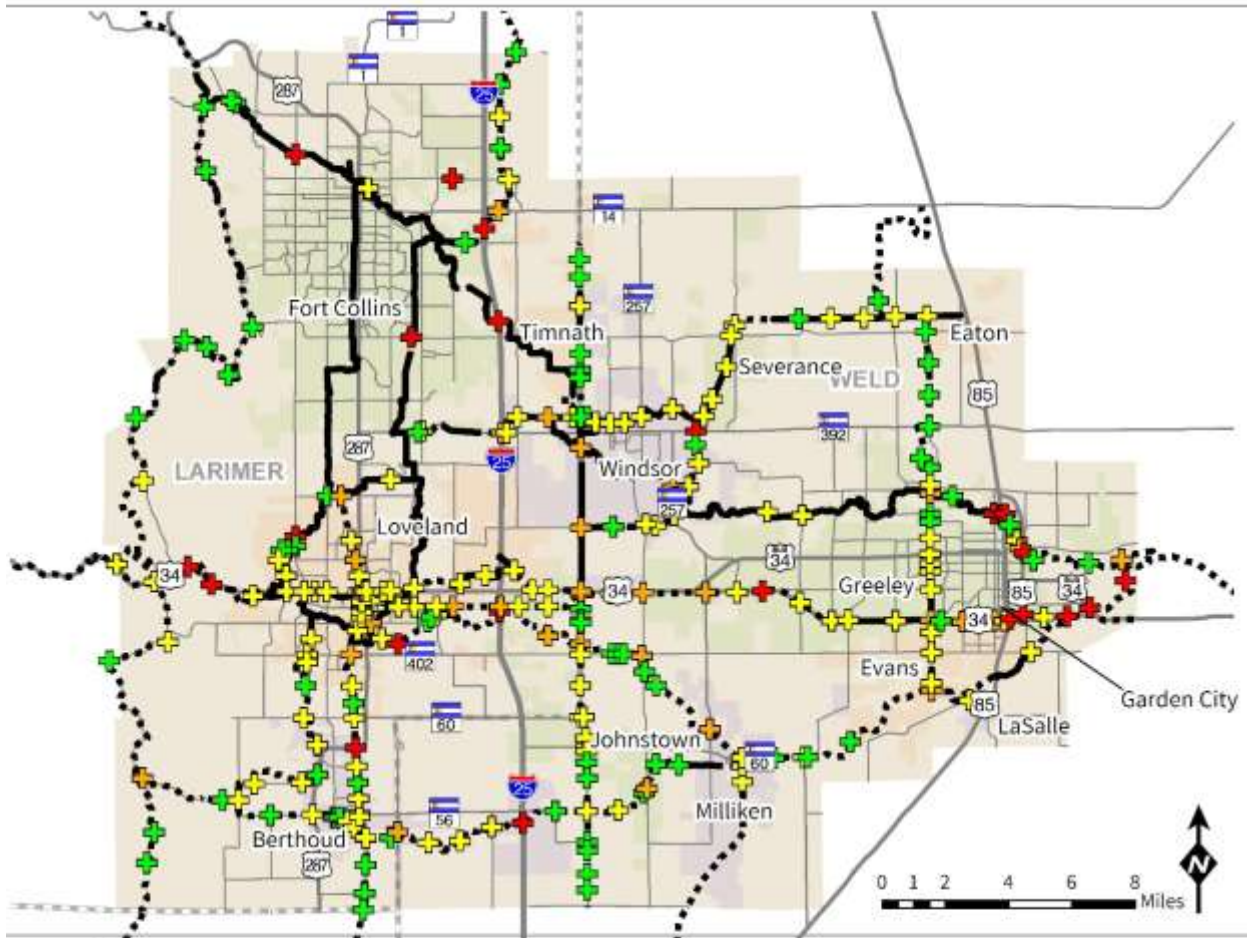 1
1
287
25
14
257
Fort Collins
Timnath
Eaton
Severance
WELD
85
392
287
25
LARIMER
Windsor
257
Loveland
34
34
34
Greeley
85
34
34
402
Evans
85
Garden City
LaSalle
60
Johnstown
60
25
Milliken
56
Berthoud
287
N
0 1 2 4 6 8
Miles